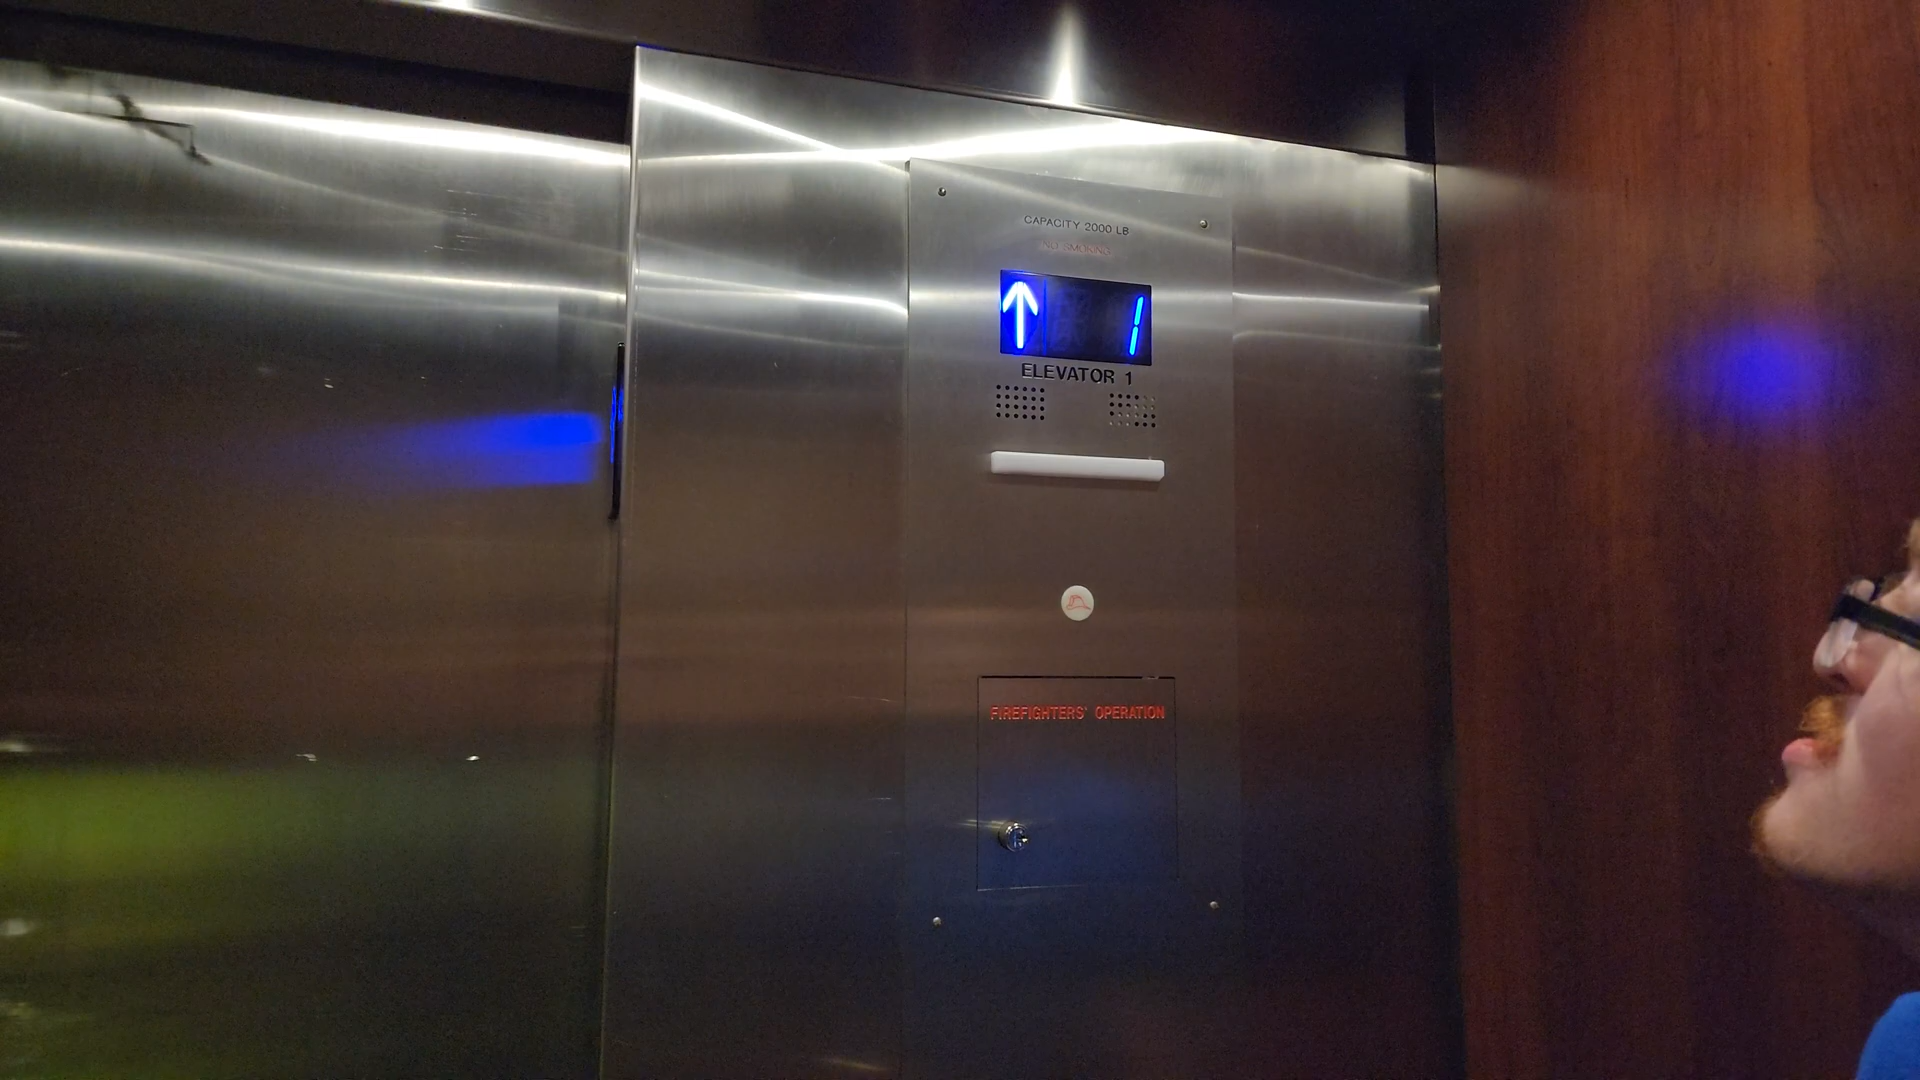 CAPACITY 2000 LB
NO SMOKING
↑ 1
ELEVATOR 1
FIREFIGHTERS' OPERATION